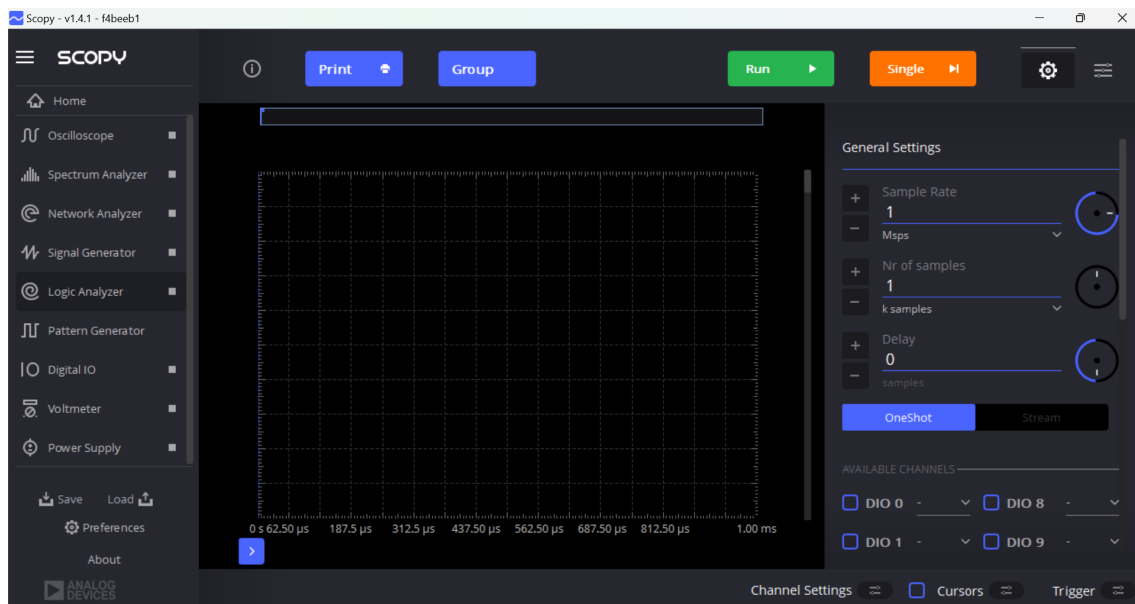 Scopy - v1.4.1 - f4beeb1
SCOPY
Print
Group
Run
Single
Home
Oscilloscope
Spectrum Analyzer
Network Analyzer
Signal Generator
Logic Analyzer
Pattern Generator
Digital IO
Voltmeter
Power Supply
Save Load
Preferences
About
ANALOG
DEVICES
0 s 62.50 µs 187.5 µs 312.5 µs 437.50 µs 562.50 µs 687.50 µs 812.50 µs 1.00 ms
General Settings
Sample Rate
1
Msps
Nr of samples
1
k samples
Delay
0
samples
OneShot Stream
AVAILABLE CHANNELS
DIO 0 - DIO 8 -
DIO 1 - DIO 9 -
Channel Settings Cursors Trigger